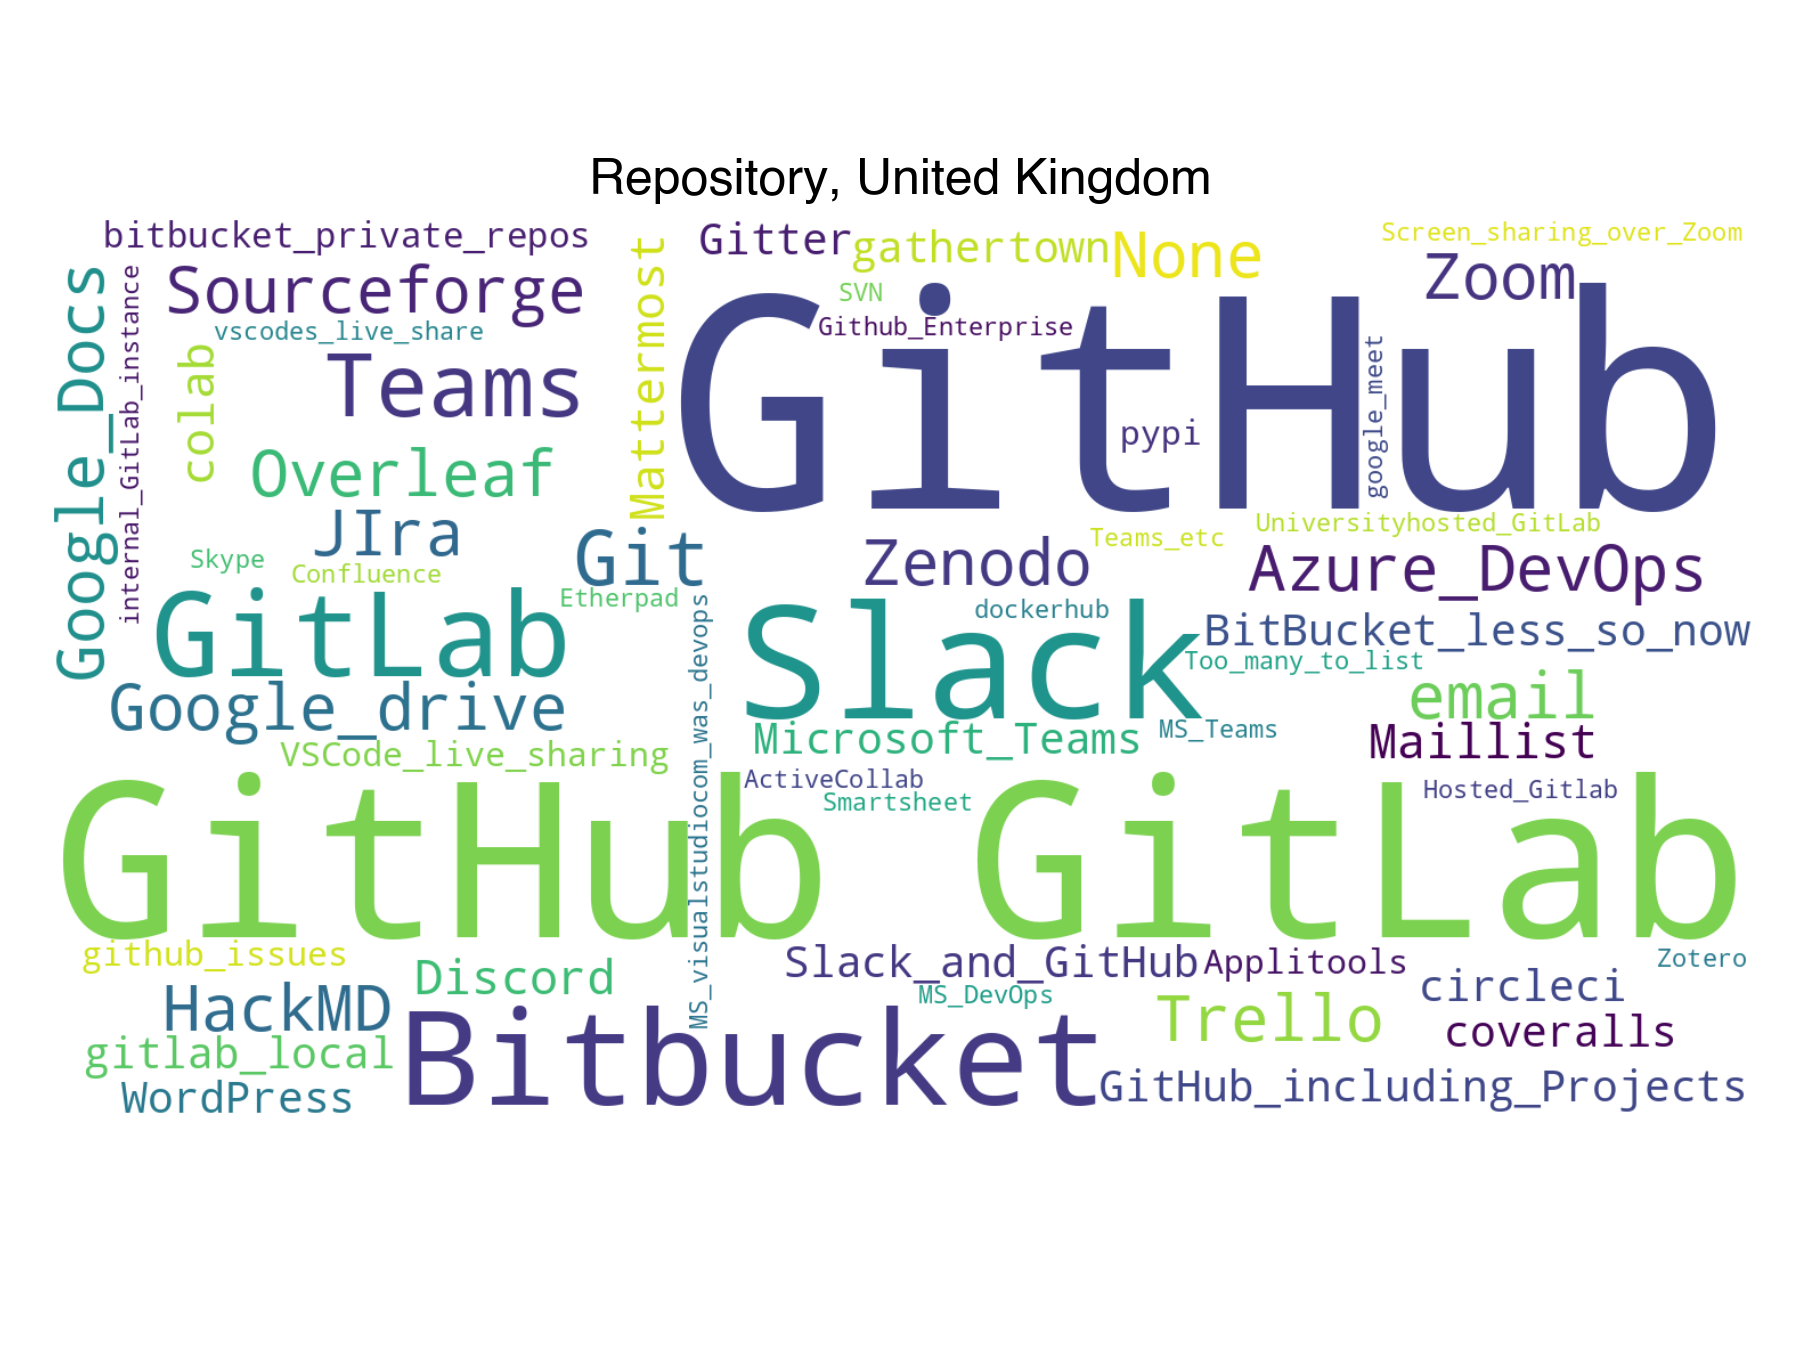 Repository, United Kingdom
bitbucket_private_repos
Gitter
gathertown
None
Screen_sharing_over_Zoom
Google_Docs
internal_GitLab_instance
Sourceforge
Mattermost
SVN
Zoom
vscodes_live_share
Github_Enterprise
GitHub
colab
Teams
google_meet
pypi
Overleaf
JIra
Git
Zenodo
Teams_etc
Universityhosted_GitLab
Azure_DevOps
Skype
Confluence
Etherpad
GitLab
MS_visualstudiocom_was_devops
Slack
dockerhub
BitBucket_less_so_now
Too_many_to_list
Google_drive
email
Microsoft_Teams
MS_Teams
Maillist
VSCode_live_sharing
ActiveCollab
Smartsheet
Hosted_Gitlab
GitHub GitLab
github_issues
Discord
Slack_and_GitHub
Applitools
Zotero
HackMD
MS_DevOps
circleci
Trello
coveralls
gitlab_local
Bitbucket
WordPress
GitHub_including_Projects